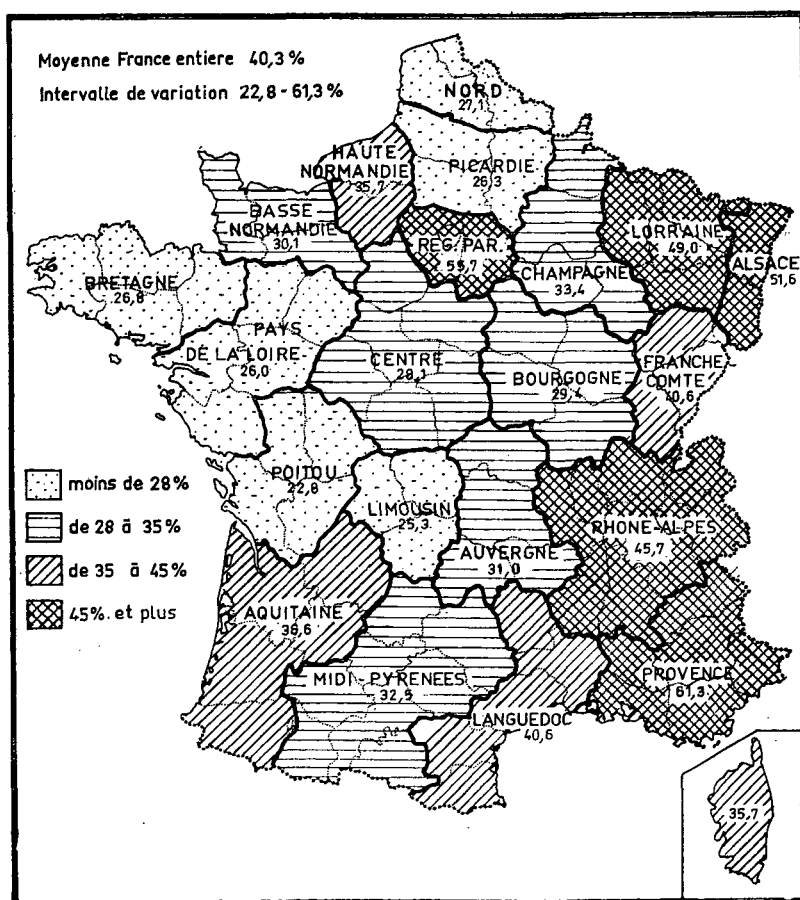 Moyenne France entiere 40,3 %
Intervalle de variation 22,8 - 61,3 %
NORD
27,1
HAUTE
NORMANDIE
35,7
PICARDIE
26,3
BASSE
NORMANDIE
30,1
REG. PAR.
LORRAINE
49,0
ALSACE
51,6
CHAMPAGNE
33,4
BRETAGNE
26,8
PAYS
DE LA LOIRE
26,0
CENTRE
28,1
BOURGOGNE
29,4
FRANCHE
COMTE
40,6
POITOU
22,8
LIMOUSIN
25,3
AUVERGNE
31,0
RHONE-ALPES
45,7
moins de 28%
de 28 à 35%
de 35 à 45%
45%. et plus
AQUITAINE
MIDI - PYRENEES
32,5
LANGUEDOC
40,6
PROVENCE
61,3
35,7